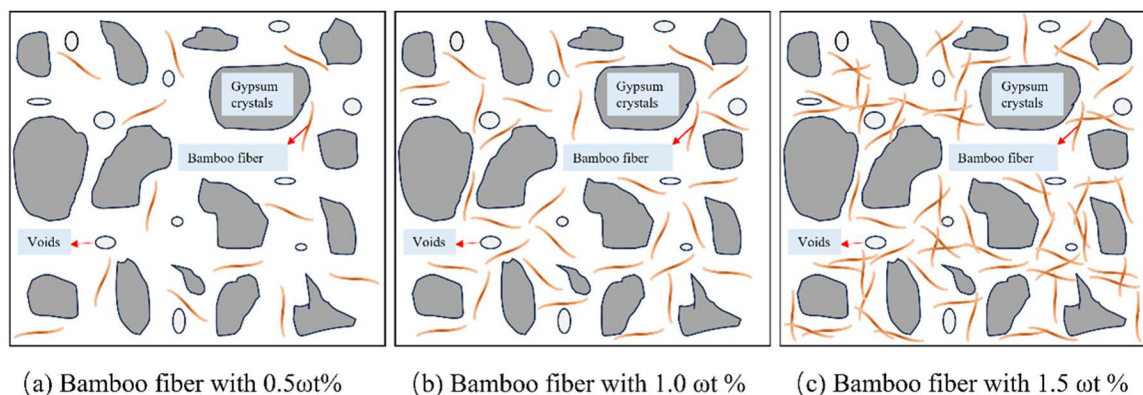 Gypsum
crystals
Bamboo fiber
Voids
Gypsum
crystals
Bamboo fiber
Voids
Gypsum
crystals
Bamboo fiber
Voids
(a) Bamboo fiber with 0.5ωt%
(b) Bamboo fiber with 1.0 ωt %
(c) Bamboo fiber with 1.5 ωt %